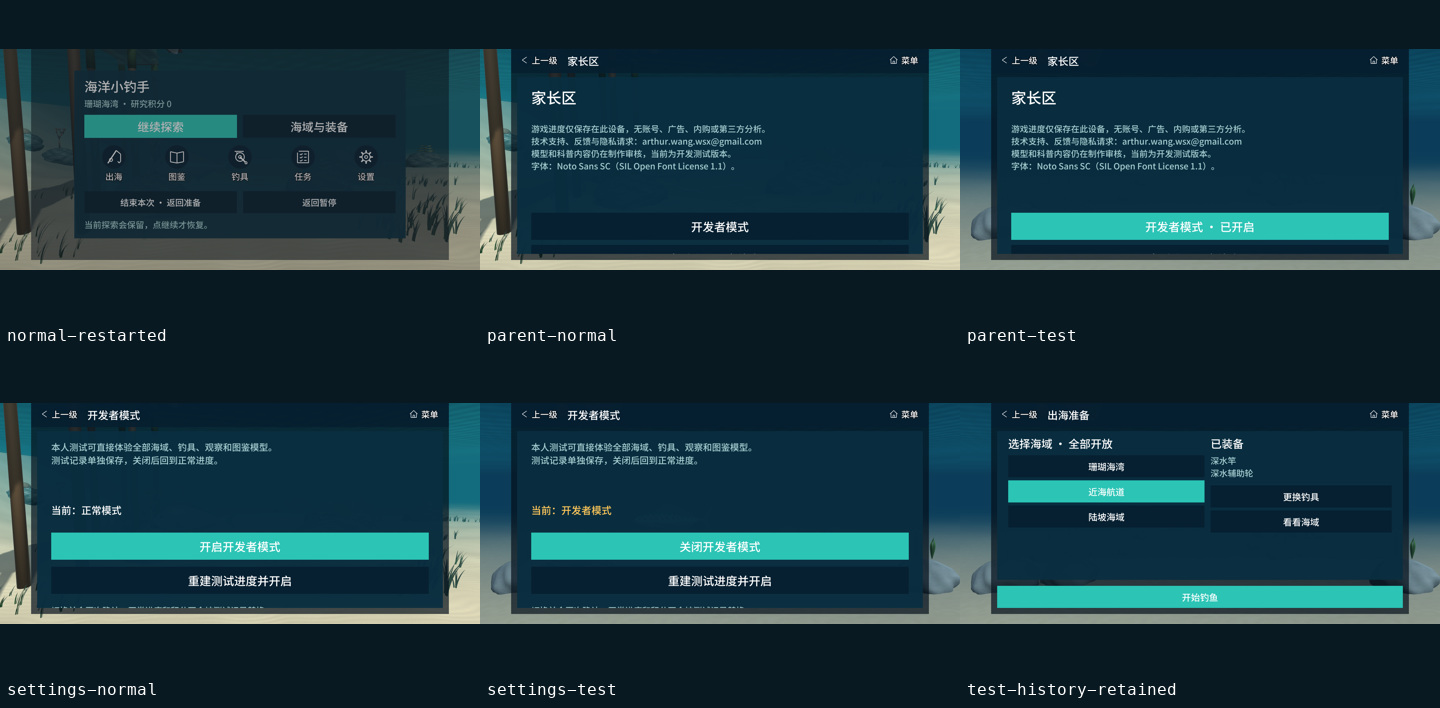 海洋小钓手
珊瑚海湾 · 研究积分 0
继续探索 海域与装备
出海 图鉴 钓具 任务 设置
结束本次 · 返回准备 返回暂停
当前探索会保留，点继续才恢复。
normal-restarted
上一级 家长区 菜单
家长区
游戏进度仅保存在此设备，无账号、广告、内购或第三方分析。
技术支持、反馈与隐私请求：arthur.wang.wsx@gmail.com
模型和科普内容仍在制作审核，当前为开发测试版本。
字体：Noto Sans SC（SIL Open Font License 1.1）。
开发者模式
parent-normal
上一级 家长区 菜单
家长区
游戏进度仅保存在此设备，无账号、广告、内购或第三方分析。
技术支持、反馈与隐私请求：arthur.wang.wsx@gmail.com
模型和科普内容仍在制作审核，当前为开发测试版本。
字体：Noto Sans SC（SIL Open Font License 1.1）。
开发者模式 · 已开启
parent-test
上一级 开发者模式 菜单
本人测试可直接体验全部海域、钓具、观察和图鉴模型。
测试记录单独保存，关闭后回到正常进度。
当前：正常模式
开启开发者模式
重建测试进度并开启
settings-normal
上一级 开发者模式 菜单
本人测试可直接体验全部海域、钓具、观察和图鉴模型。
测试记录单独保存，关闭后回到正常进度。
当前：开发者模式
关闭开发者模式
重建测试进度并开启
settings-test
上一级 出海准备 菜单
选择海域 · 全部开放
珊瑚海湾
近海航道
陆坡海域
已装备
深水竿
深水辅助轮
更换钓具
看看海域
开始钓鱼
test-history-retained